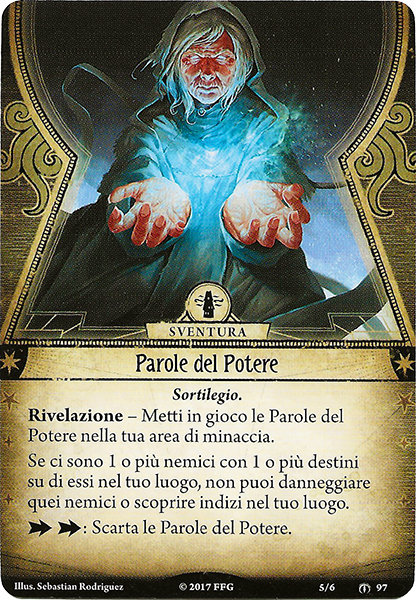 SVENTURA
Parole del Potere
Sortilegio.
Rivelazione – Metti in gioco le Parole del
Potere nella tua area di minaccia.
Se ci sono 1 o più nemici con 1 o più destini
su di essi nel tuo luogo, non puoi danneggiare
quei nemici o scoprire indizi nel tuo luogo.
: Scarta le Parole del Potere.
Illus. Sebastian Rodriguez © 2017 FFG 5/6 97